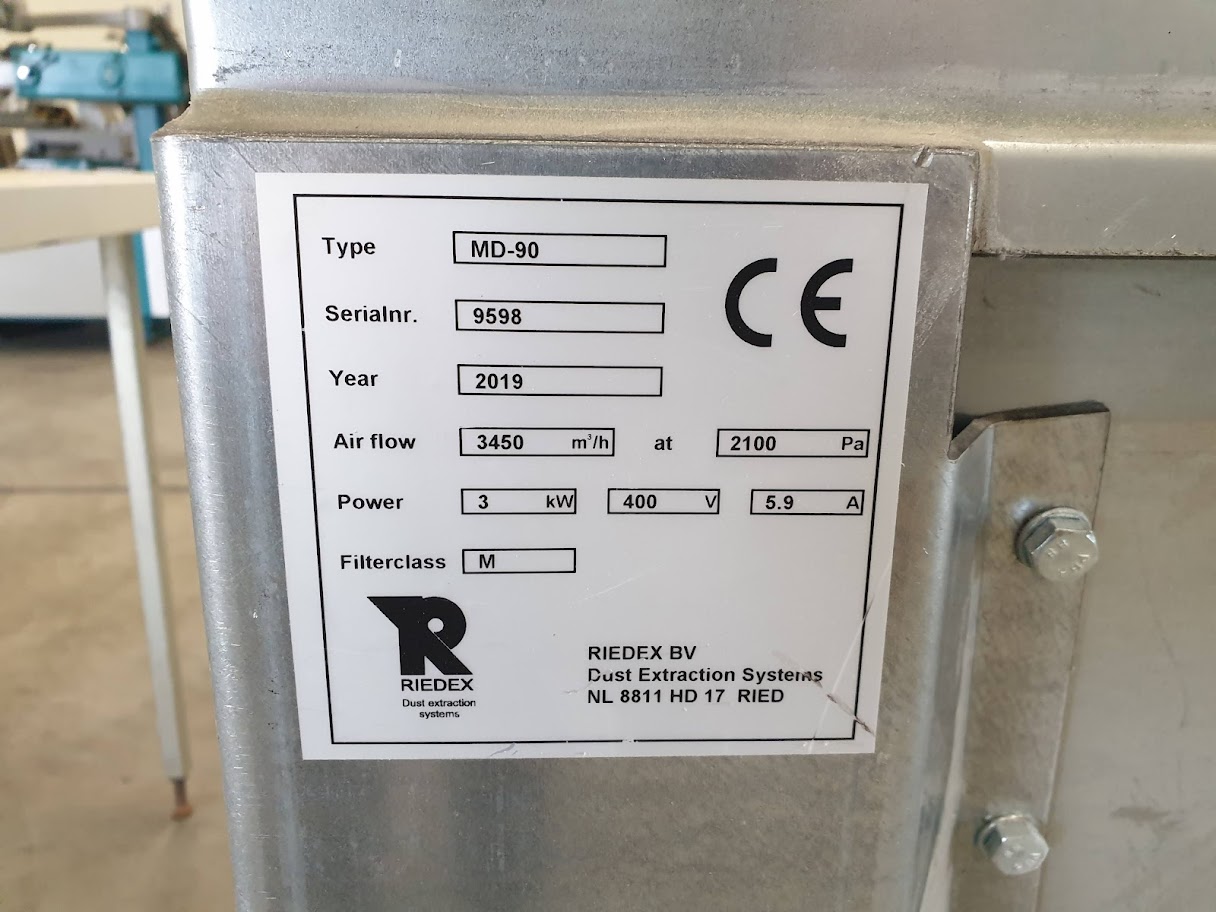 Type MD-90
CE
Serialnr. 9598
Year 2019
Air flow 3450 m³/h at 2100 Pa
Power 3 kW 400 V 5.9 A
Filterclass M
R
RIEDEX
Dust extraction
systems
RIEDEX BV
Dust Extraction Systems
NL 8811 HD 17 RIED